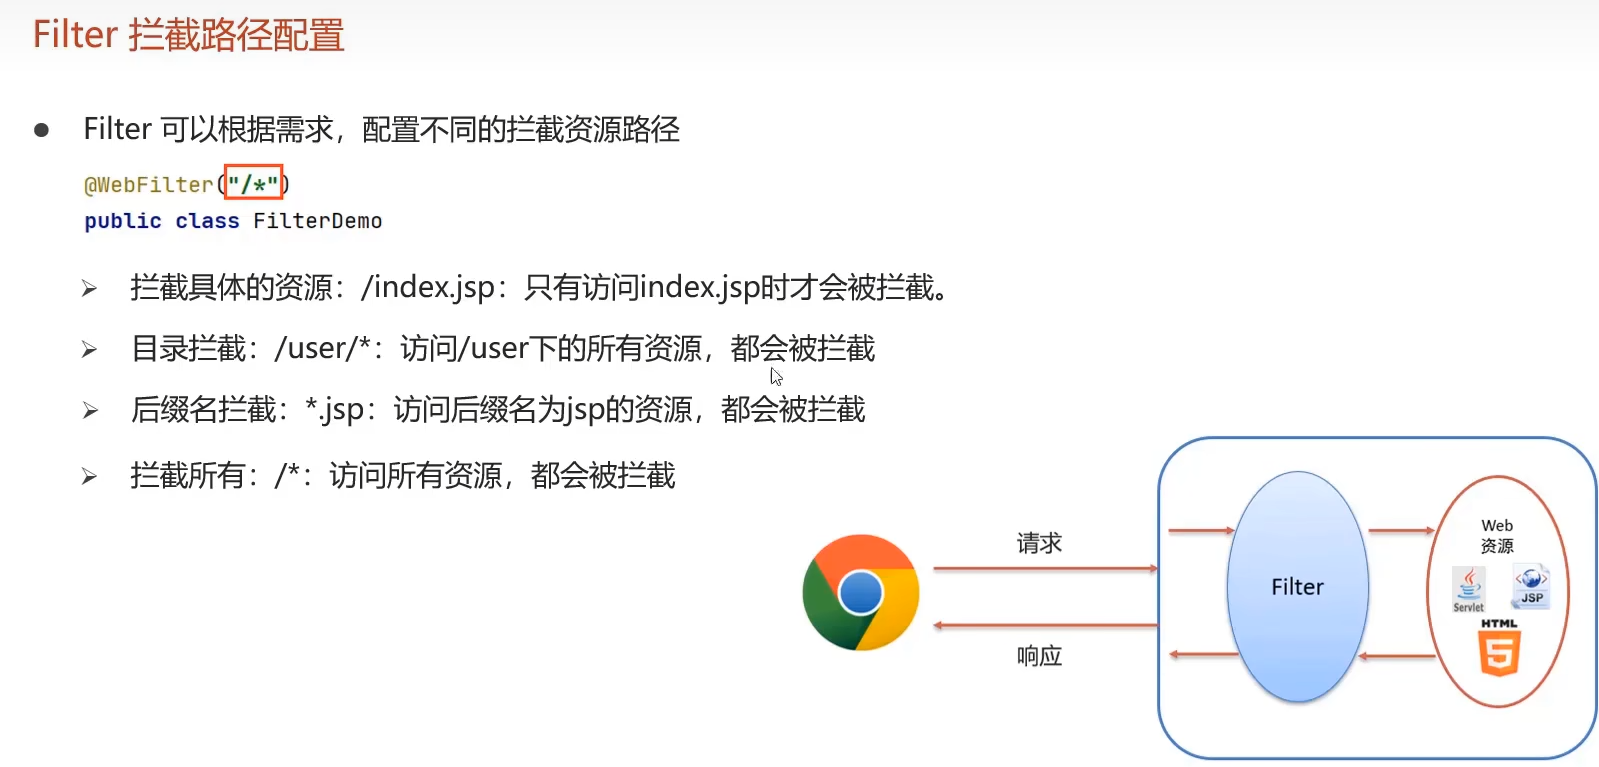 Filter 拦截路径配置
Filter 可以根据需求，配置不同的拦截资源路径
@WebFilter("/*")
public class FilterDemo
拦截具体的资源：/index.jsp：只有访问index.jsp时才会被拦截。
目录拦截：/user/*：访问/user下的所有资源，都会被拦截
后缀名拦截：*.jsp：访问后缀名为jsp的资源，都会被拦截
拦截所有：/*：访问所有资源，都会被拦截
请求
响应
Filter
Web
资源
Servlet
JSP
HTML
5